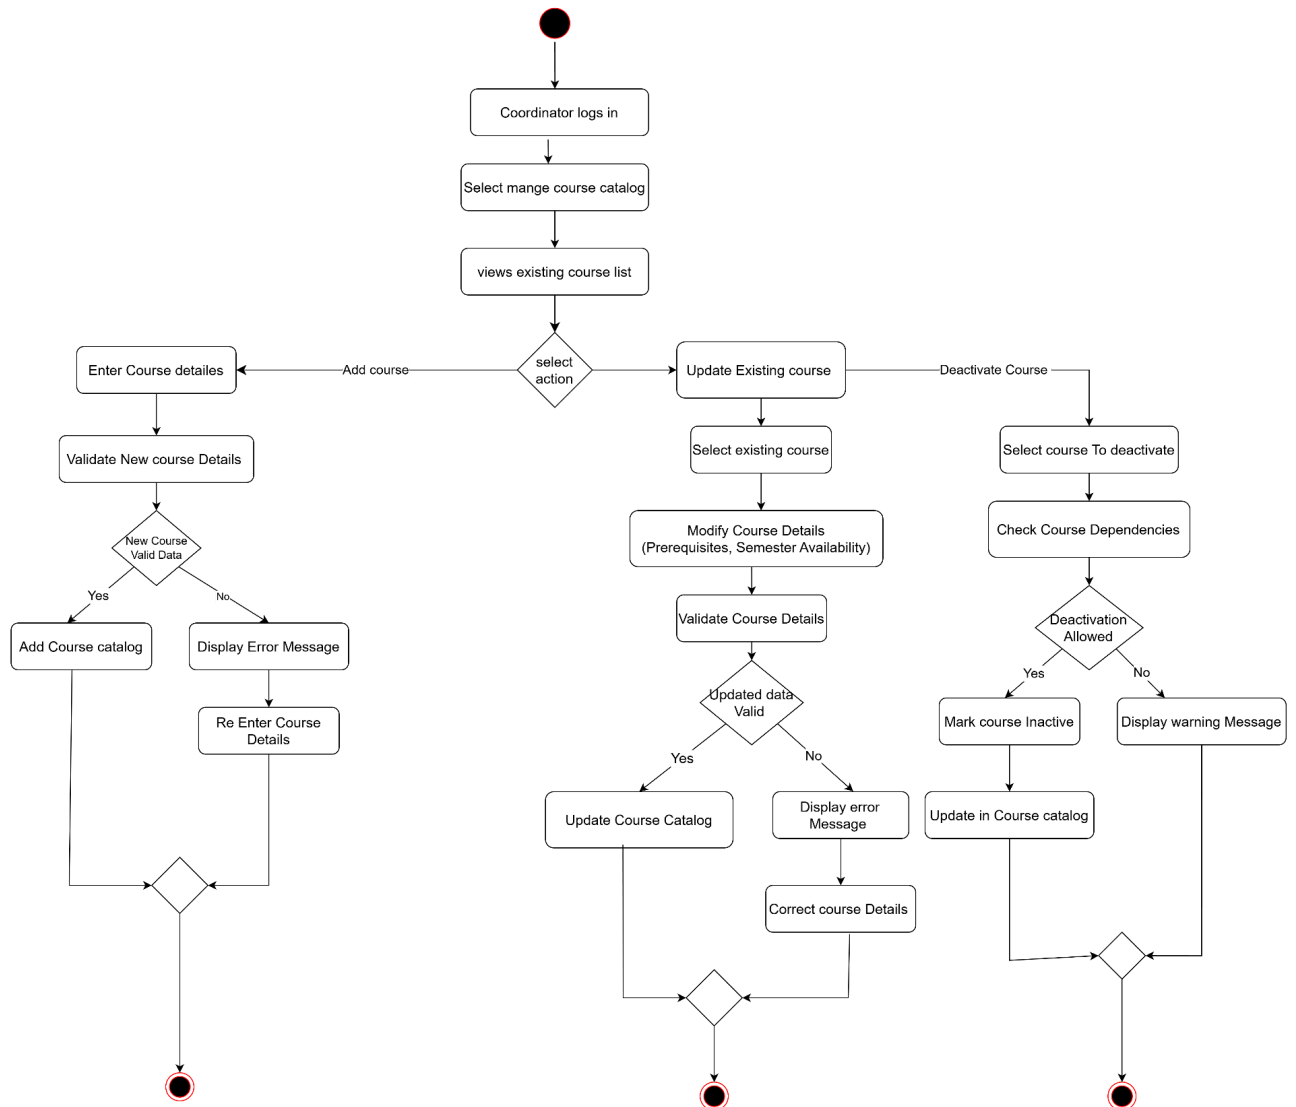 Coordinator logs in
Select mange course catalog
views existing course list
select
action
Add course
Enter Course detailes
Update Existing course
Deactivate Course
Validate New course Details
Select existing course
Select course To deactivate
New Course
Valid Data
Modify Course Details
(Prerequisites, Semester Availability)
Check Course Dependencies
Yes
No
Add Course catalog
Display Error Message
Validate Course Details
Deactivation
Allowed
Re Enter Course
Details
Updated data
Valid
Yes
No
Mark course Inactive
Display warning Message
Yes
No
Update Course Catalog
Display error
Message
Update in Course catalog
Correct course Details